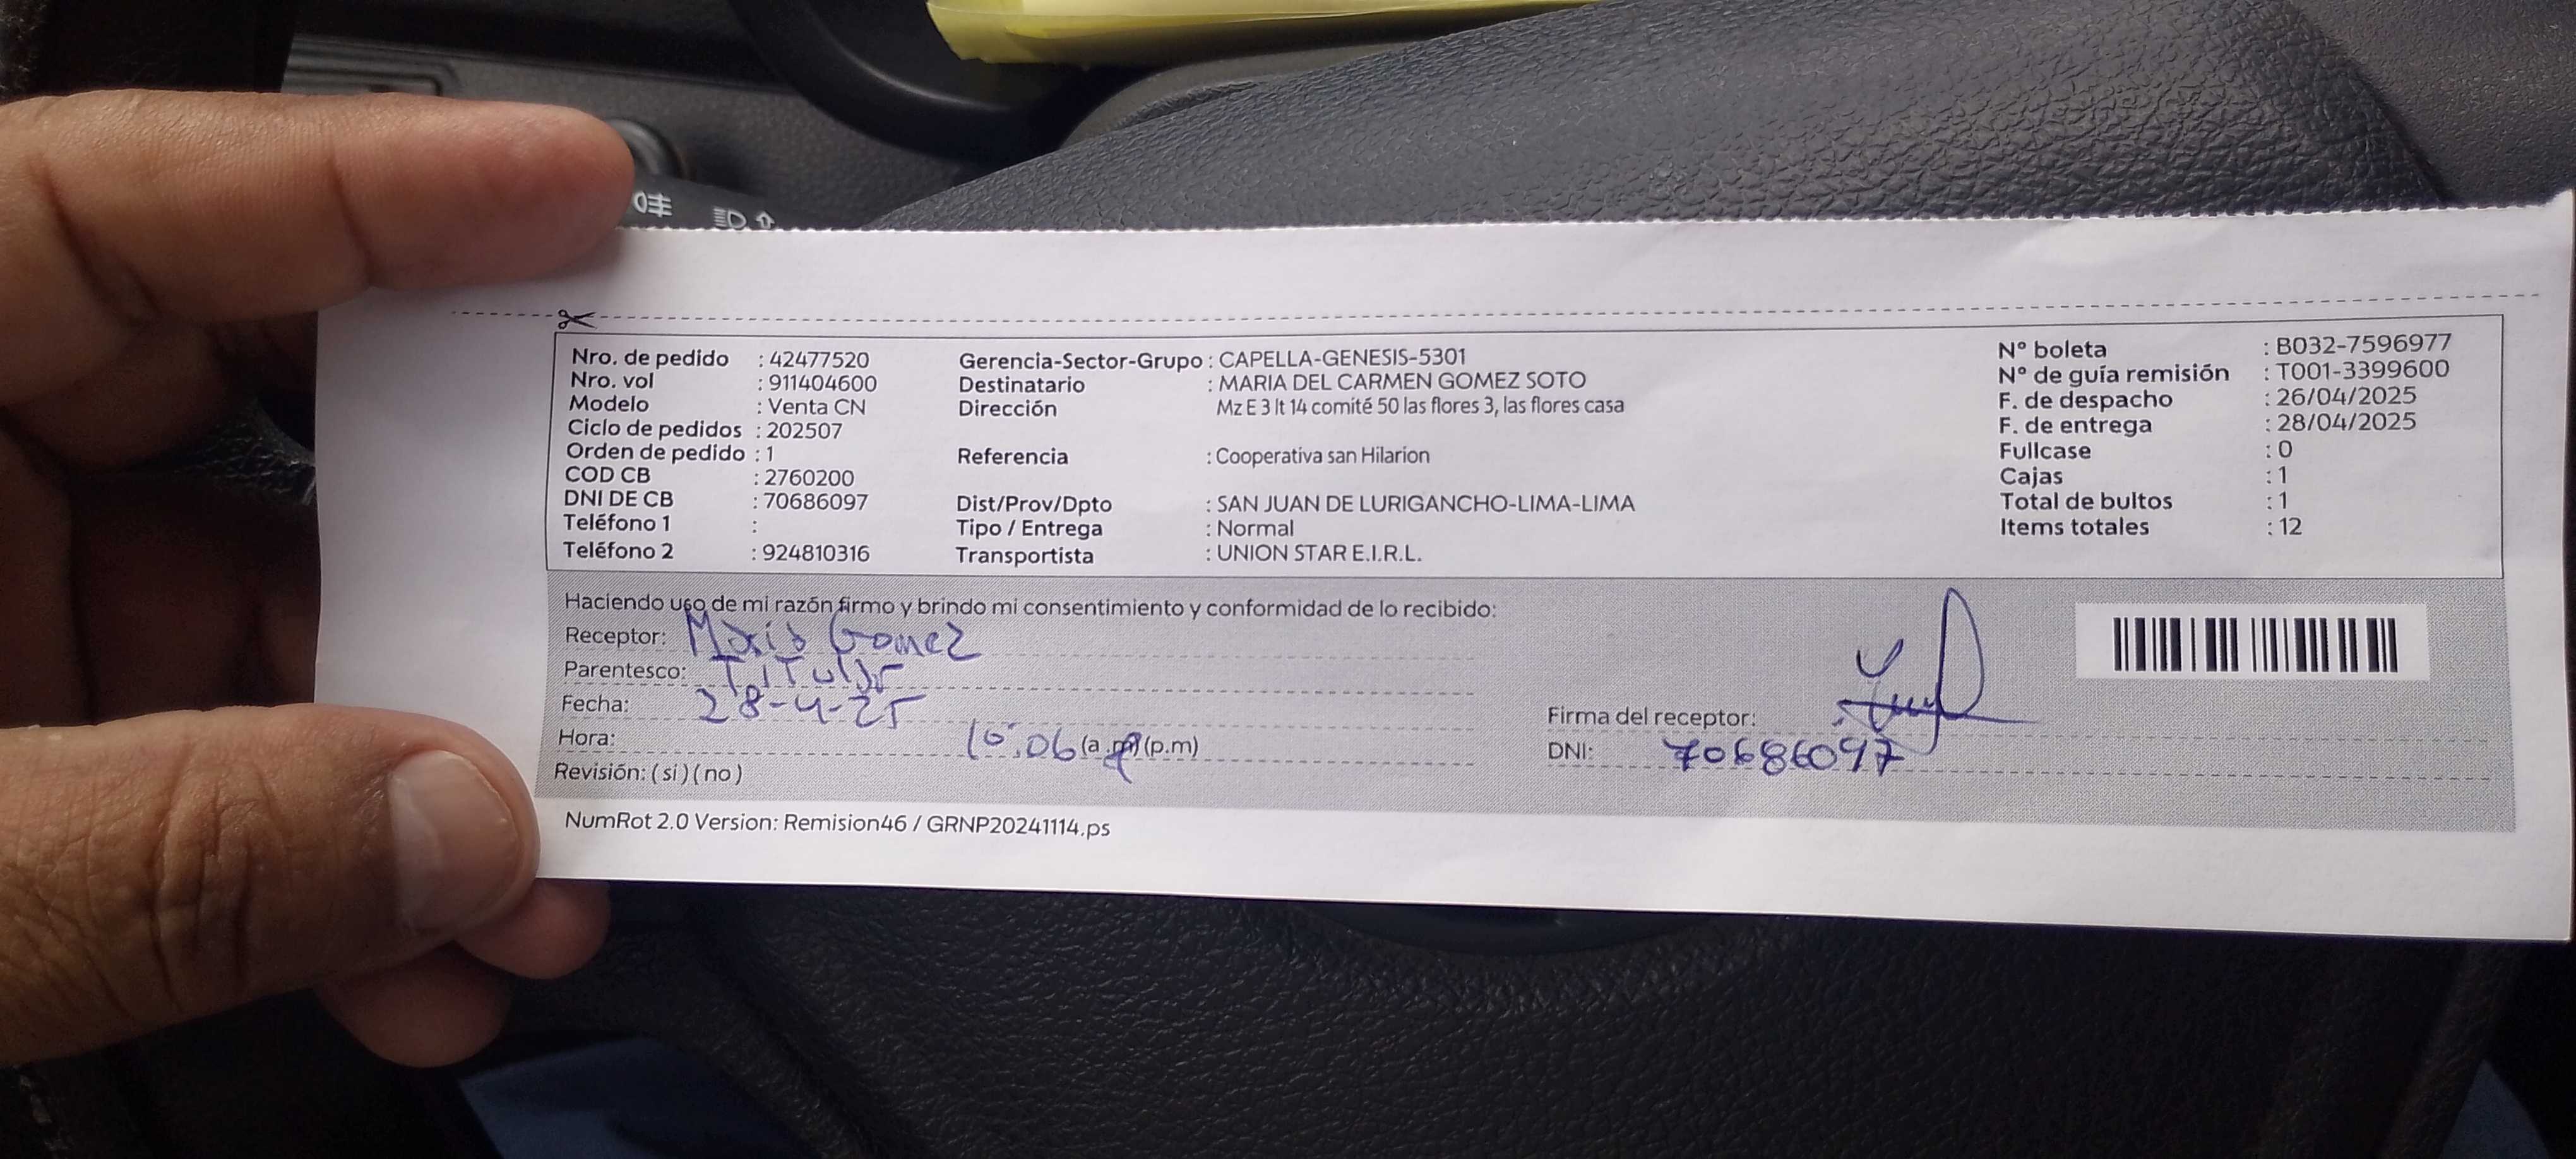 Nro. de pedido : 42477520
Nro. vol : 911404600
Modelo : Venta CN
Ciclo de pedidos : 202507
Orden de pedido : 1
COD CB : 2760200
DNI DE CB : 70686097
Teléfono 1 :
Teléfono 2 : 924810316
Gerencia-Sector-Grupo : CAPELLA-GENESIS-5301
Destinatario : MARIA DEL CARMEN GOMEZ SOTO
Dirección Mz E 3 lt 14 comité 50 las flores 3, las flores casa
Referencia : Cooperativa san Hilarion
Dist/Prov/Dpto : SAN JUAN DE LURIGANCHO-LIMA-LIMA
Tipo / Entrega : Normal
Transportista : UNION STAR E.I.R.L.
N° boleta : B032-7596977
N° de guía remisión : T001-3399600
F. de despacho : 26/04/2025
F. de entrega : 28/04/2025
Fullcase : 0
Cajas : 1
Total de bultos : 1
Items totales : 12
Haciendo uso de mi razón firmo y brindo mi consentimiento y conformidad de lo recibido:
Receptor: Maria Gomez
Parentesco: Titular
Fecha: 28-4-25
Hora: 10:06 (a.m) (p.m)
Revisión: (si) (no)
Firma del receptor:
DNI: 70686097
NumRot 2.0 Version: Remision46 / GRNP20241114.ps